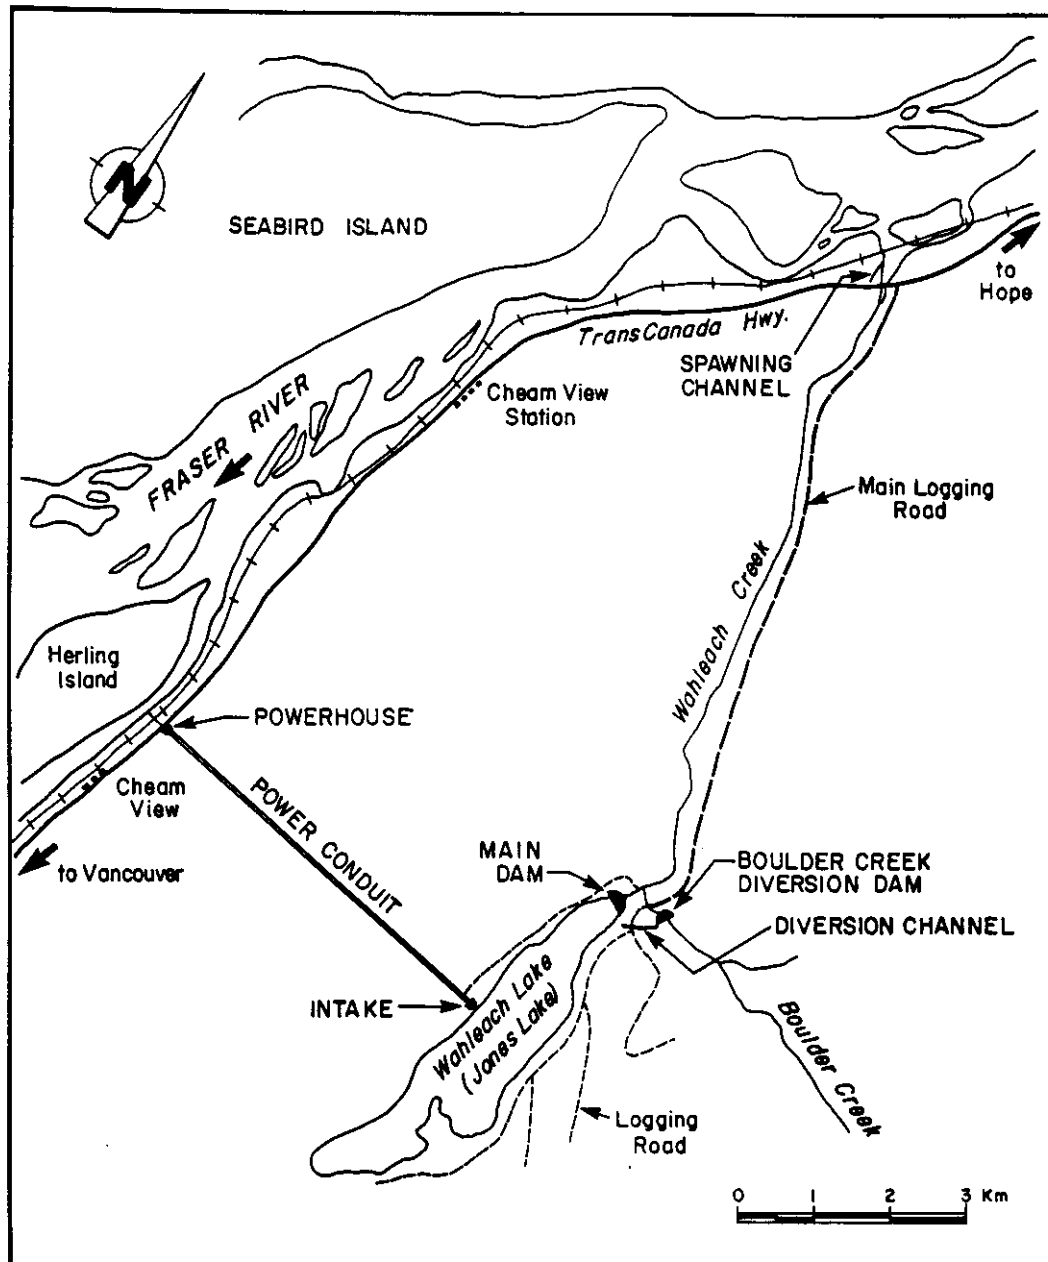 N
SEABIRD ISLAND
to
Hope
TransCanada Hwy.
SPAWNING
CHANNEL
Cheam View
Station
FRASER RIVER
Main Logging
Road
Wahleach Creek
Herling
Island
POWERHOUSE
Cheam
View
POWER CONDUIT
to Vancouver
MAIN
DAM
BOULDER CREEK
DIVERSION DAM
DIVERSION CHANNEL
INTAKE
Wahleach Lake
(Jones Lake)
Boulder Creek
Logging
Road
0 1 2 3 Km